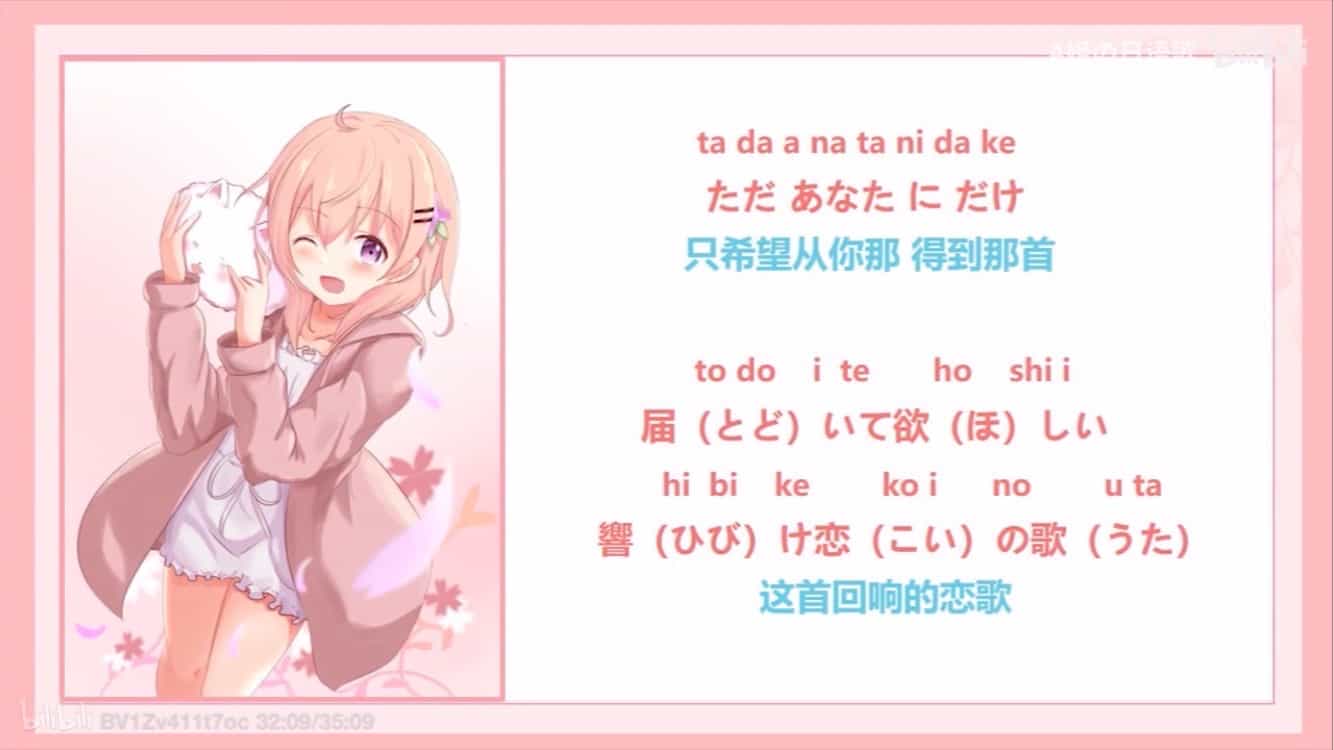 ta da a na ta ni da ke
ただ あなた に だけ
只希望从你那 得到那首
to do i te ho shi i
届（とど）いて欲（ほ）しい
hi bi ke ko i no u ta
響（ひび）け恋（こい）の歌（うた）
这首回响的恋歌
bilibili BV1Zv411t7oc 32:09/35:09